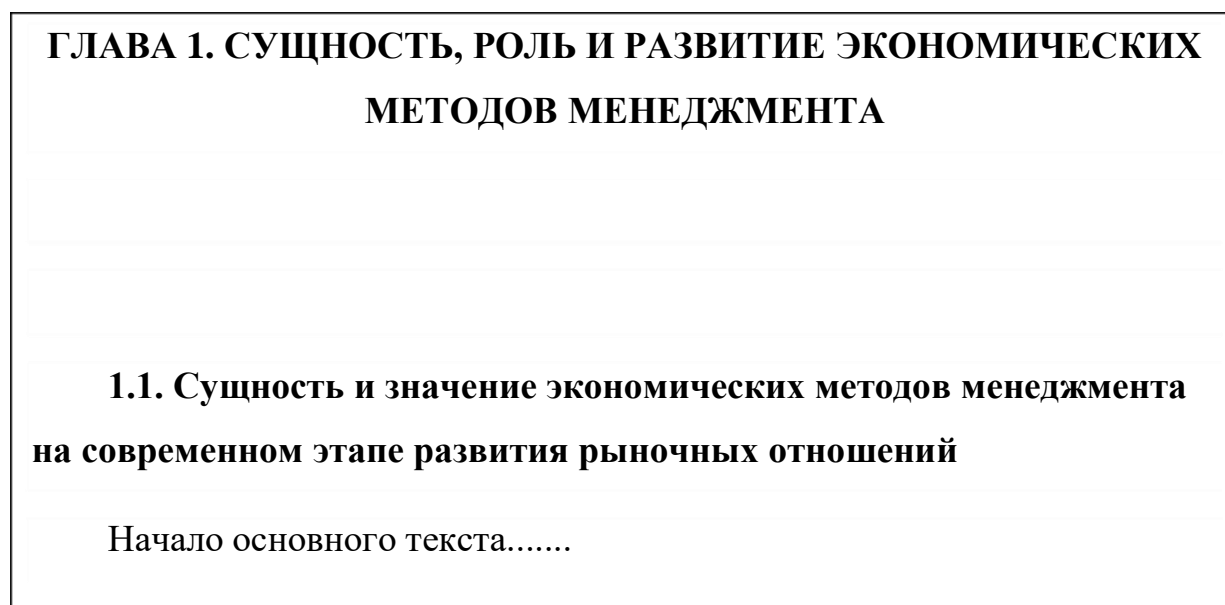 ГЛАВА 1. СУЩНОСТЬ, РОЛЬ И РАЗВИТИЕ ЭКОНОМИЧЕСКИХ
МЕТОДОВ МЕНЕДЖМЕНТА
1.1. Сущность и значение экономических методов менеджмента
на современном этапе развития рыночных отношений
Начало основного текста.......